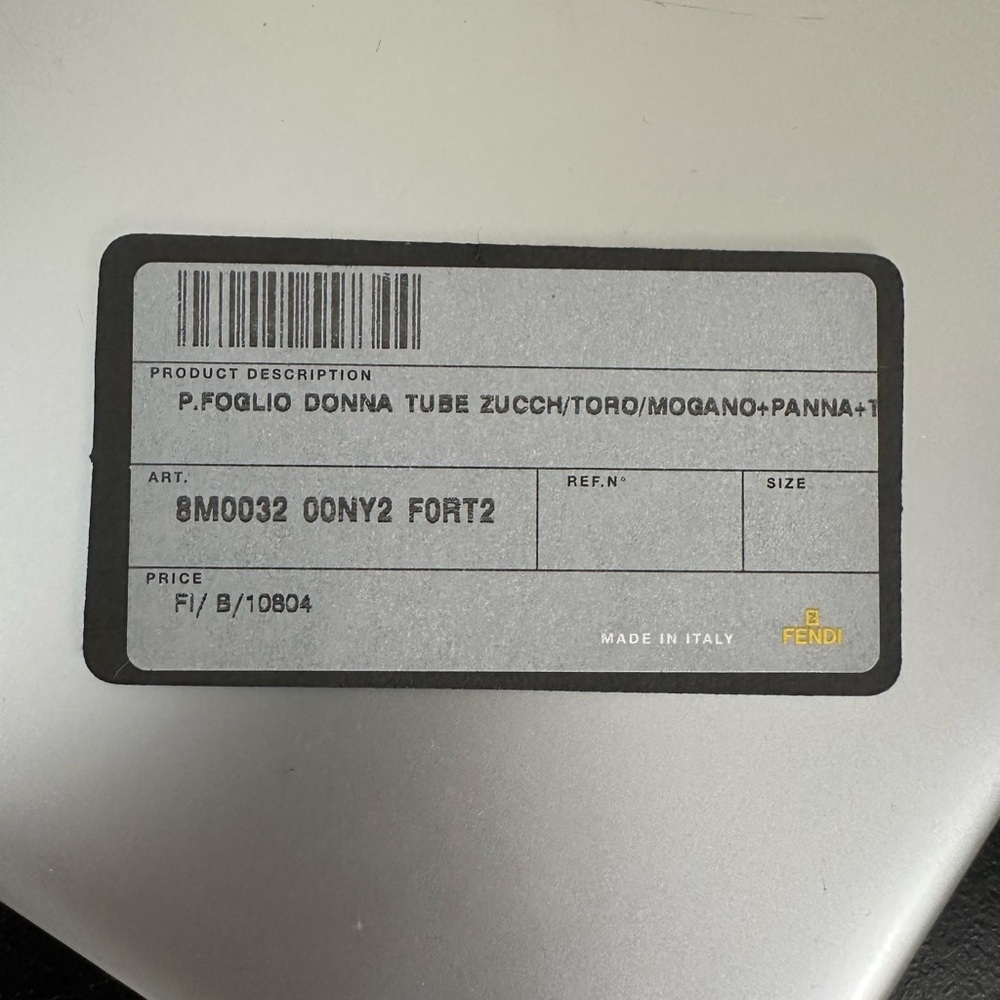 PRODUCT DESCRIPTION
P.FOGLIO DONNA TUBE ZUCCH/TORO/MOGANO+PANNA+T
ART.
8M0032 00NY2 F0RT2
REF.N°
SIZE
PRICE
FI/ B/10804
MADE IN ITALY
FENDI